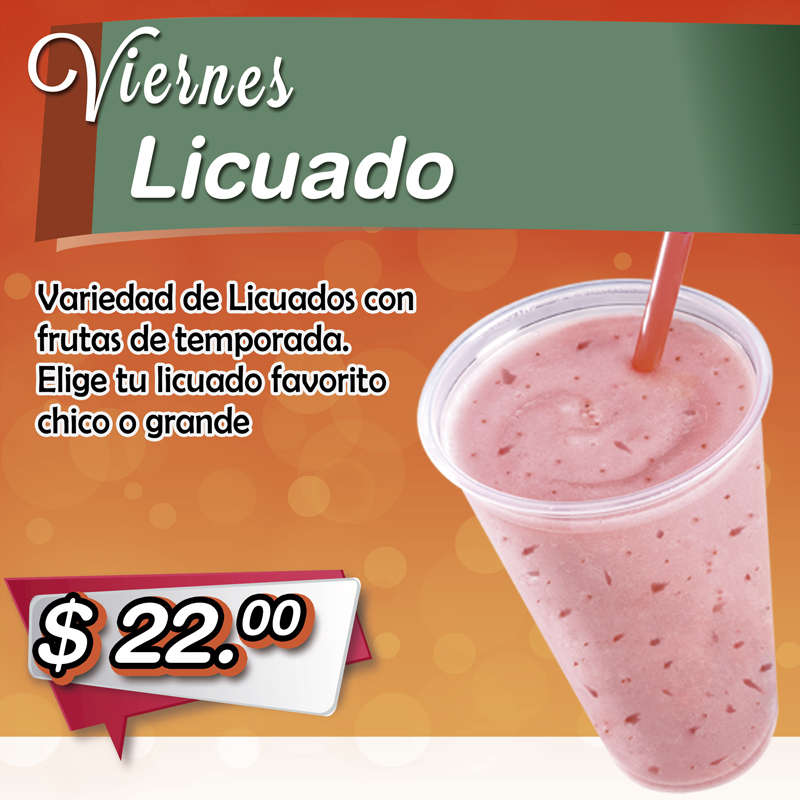 Viernes
Licuado
Variedad de Licuados con
frutas de temporada.
Elige tu licuado favorito
chico o grande
$ 22.00